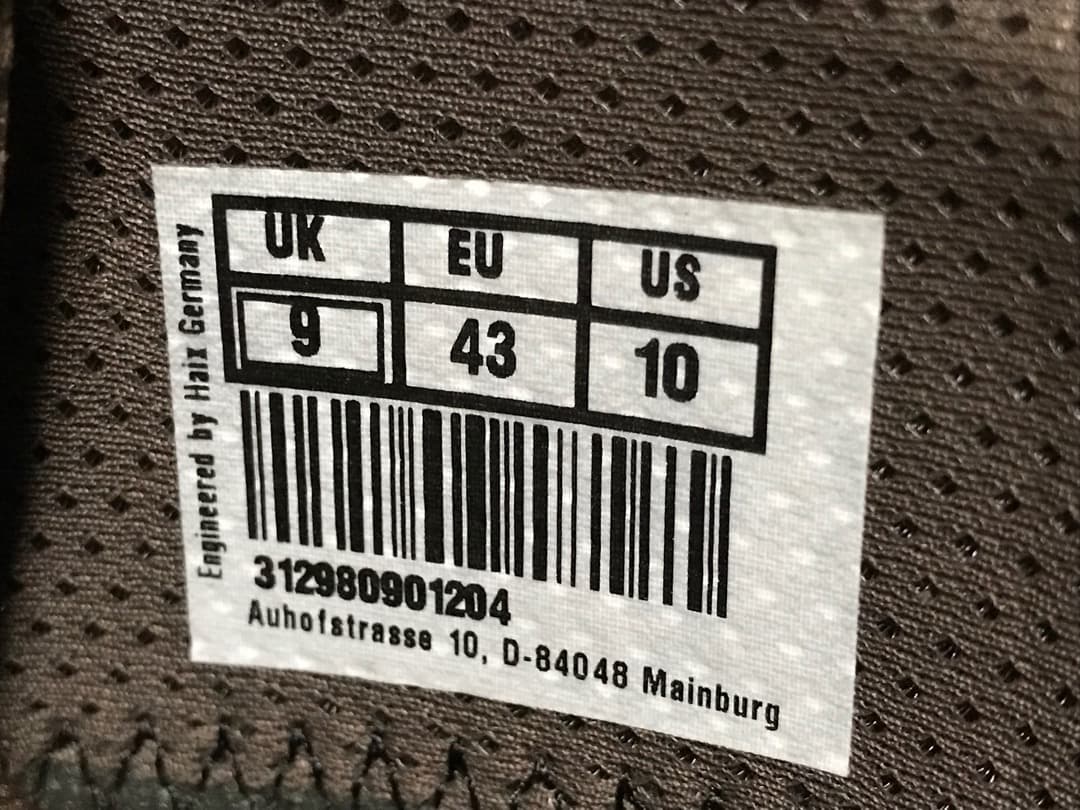 UK EU US
9 43 10
Engineered by Haix Germany
312980901204
Auhofstrasse 10, D-84048 Mainburg